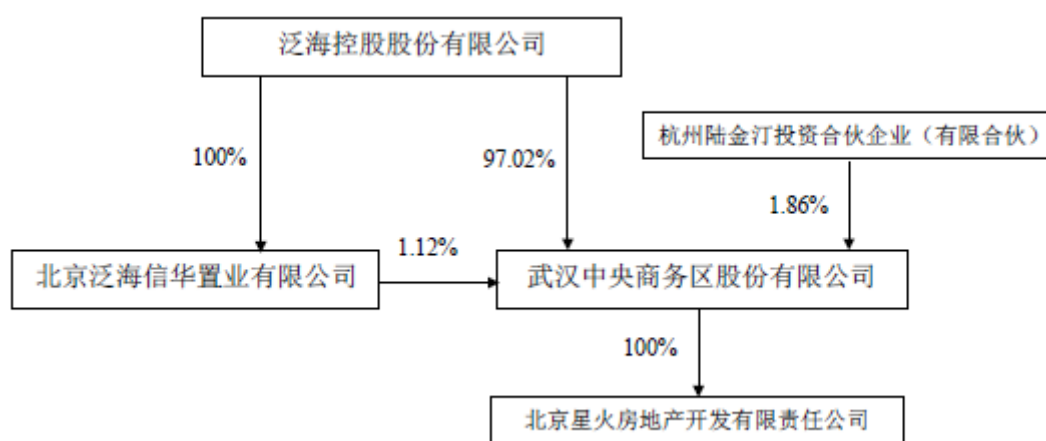 泛海控股股份有限公司
杭州陆金汀投资合伙企业（有限合伙）
100%
97.02%
1.86%
1.12%
北京泛海信华置业有限公司
武汉中央商务区股份有限公司
100%
北京星火房地产开发有限责任公司